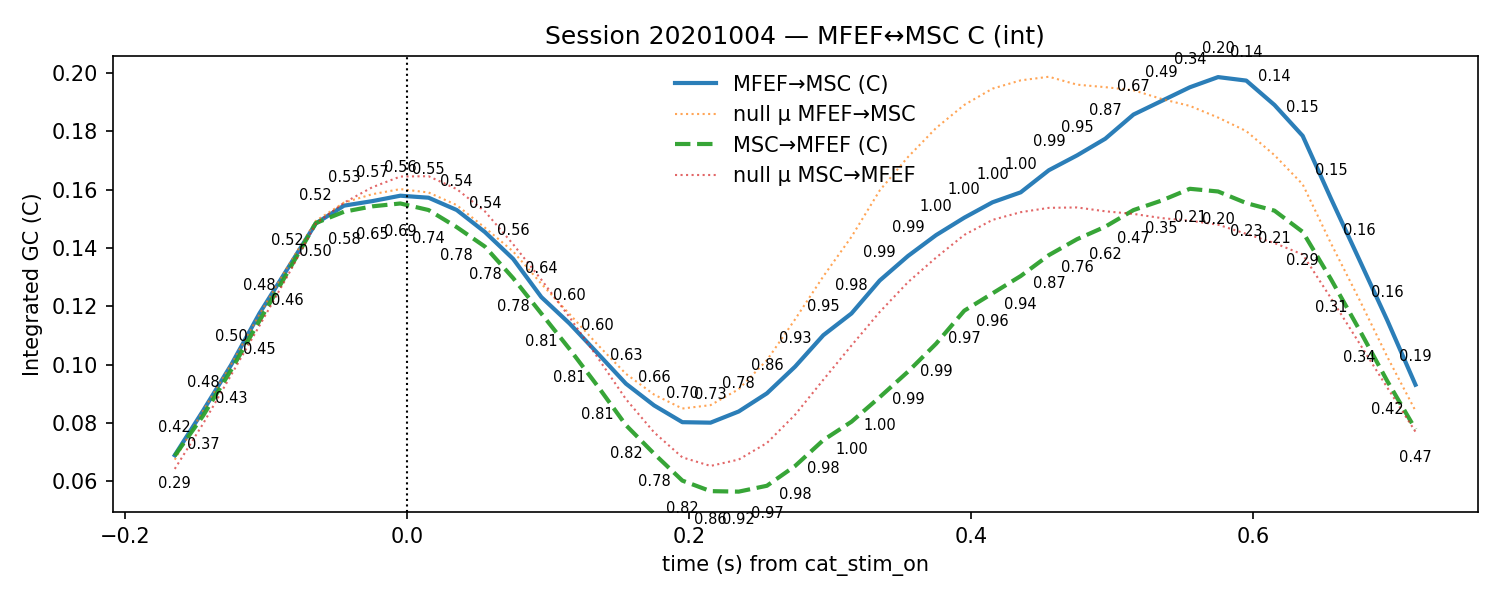 Session 20201004 — MFEF↔MSC C (int)
MFEF→MSC (C)
null μ MFEF→MSC
MSC→MFEF (C)
null μ MSC→MFEF
Integrated GC (C)
0.20
0.18
0.16
0.14
0.12
0.10
0.08
0.06
−0.2 0.0 0.2 0.4 0.6
time (s) from cat_stim_on
0.42 0.48 0.50 0.48 0.52 0.52 0.53 0.57 0.56 0.55 0.54 0.54 0.56 0.64 0.60 0.60 0.63 0.66 0.70 0.73 0.78 0.86 0.93 0.95 0.98 0.99 0.99 1.00 1.00 1.00 1.00 0.99 0.95 0.87 0.67 0.49 0.34 0.20 0.14 0.14 0.15 0.15 0.16 0.16 0.19
0.29 0.37 0.43 0.45 0.46 0.50 0.58 0.65 0.69 0.74 0.78 0.78 0.78 0.81 0.81 0.81 0.82 0.78 0.82 0.86 0.92 0.97 0.98 0.98 1.00 1.00 0.99 0.99 0.97 0.96 0.94 0.87 0.76 0.62 0.47 0.35 0.21 0.20 0.23 0.21 0.29 0.31 0.34 0.42 0.47